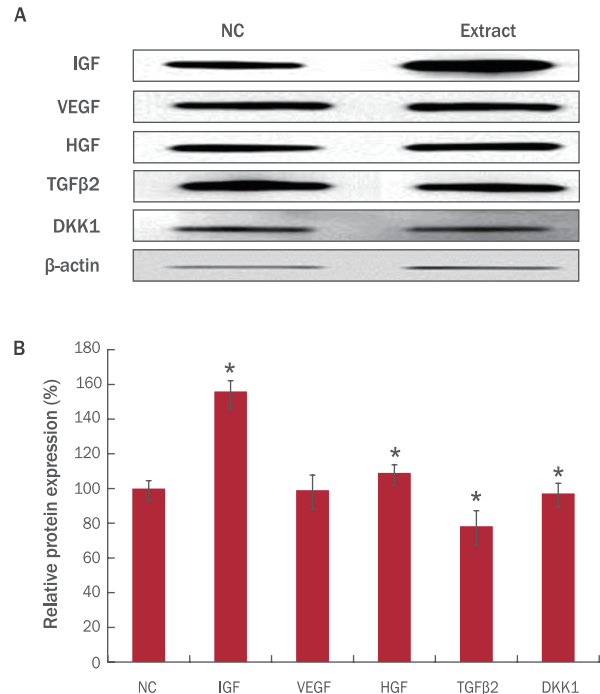 A
NC Extract
IGF
VEGF
HGF
TGFβ2
DKK1
β-actin
B
Relative protein expression (%)
180
160
140
120
100
80
60
40
20
0
*
*
*
*
NC IGF VEGF HGF TGFβ2 DKK1